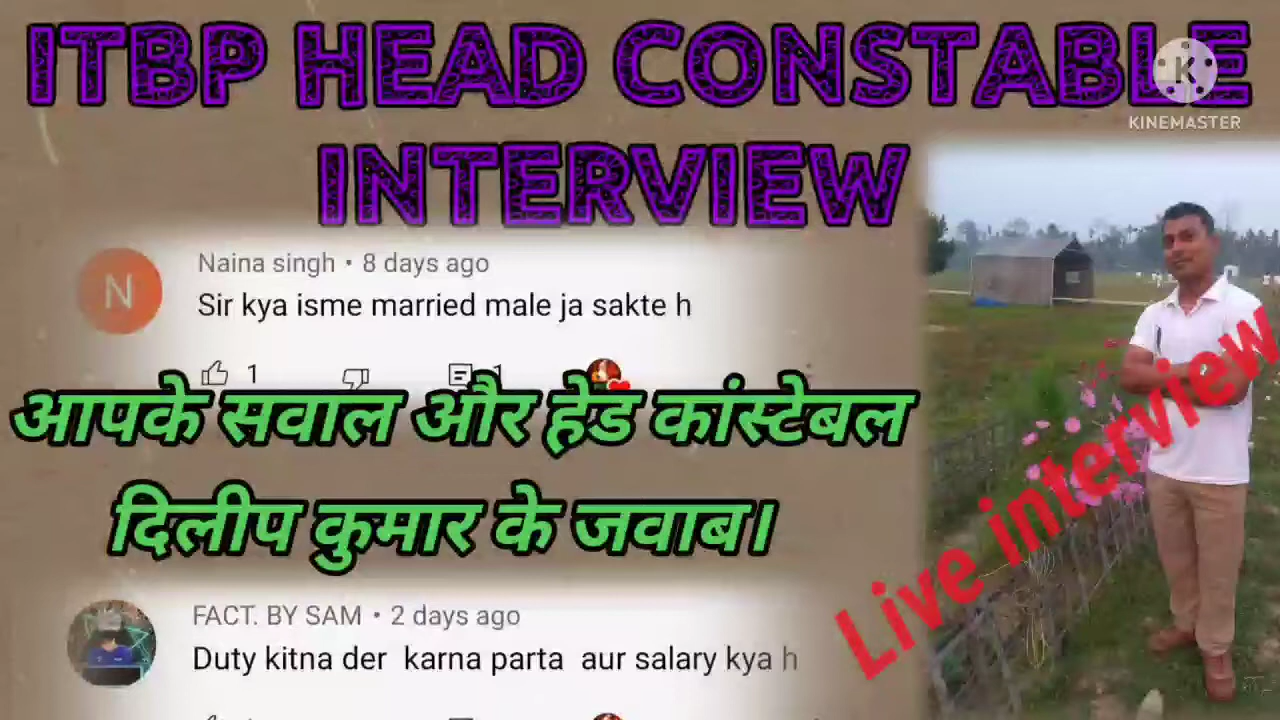 ITBP HEAD CONSTABLE
INTERVIEW
K
KINEMASTER
N
Naina singh • 8 days ago
Sir kya isme married male ja sakte h
1
1
आपके सवाल और हेड कांस्टेबल
दिलीप कुमार के जवाब।
Live interview
FACT. BY SAM • 2 days ago
Duty kitna der karna parta aur salary kya h